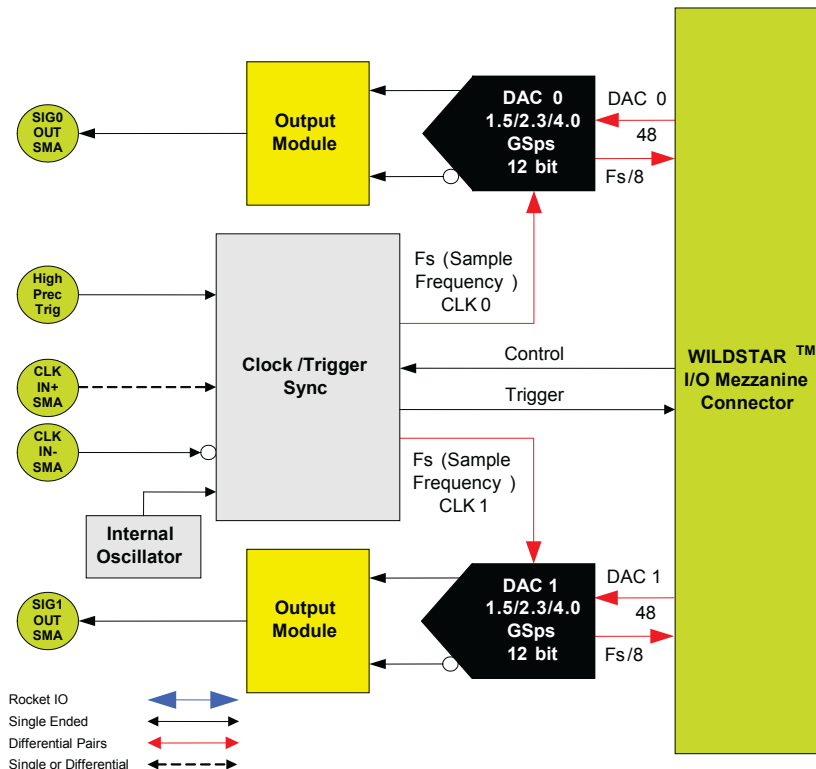 SIG0
OUT
SMA
Output
Module
DAC 0
1.5/2.3/4.0
GSps
12 bit
DAC 0
48
Fs/8
High
Prec
Trig
Fs (Sample
Frequency )
CLK 0
Clock /Trigger
Sync
Control
WILDSTAR TM
I/O Mezzanine
Connector
CLK
IN+
SMA
Trigger
CLK
IN-
SMA
Fs (Sample
Frequency )
CLK 1
Internal
Oscillator
SIG1
OUT
SMA
Output
Module
DAC 1
1.5/2.3/4.0
GSps
12 bit
DAC 1
48
Fs/8
Rocket IO
Single Ended
Differential Pairs
Single or Differential